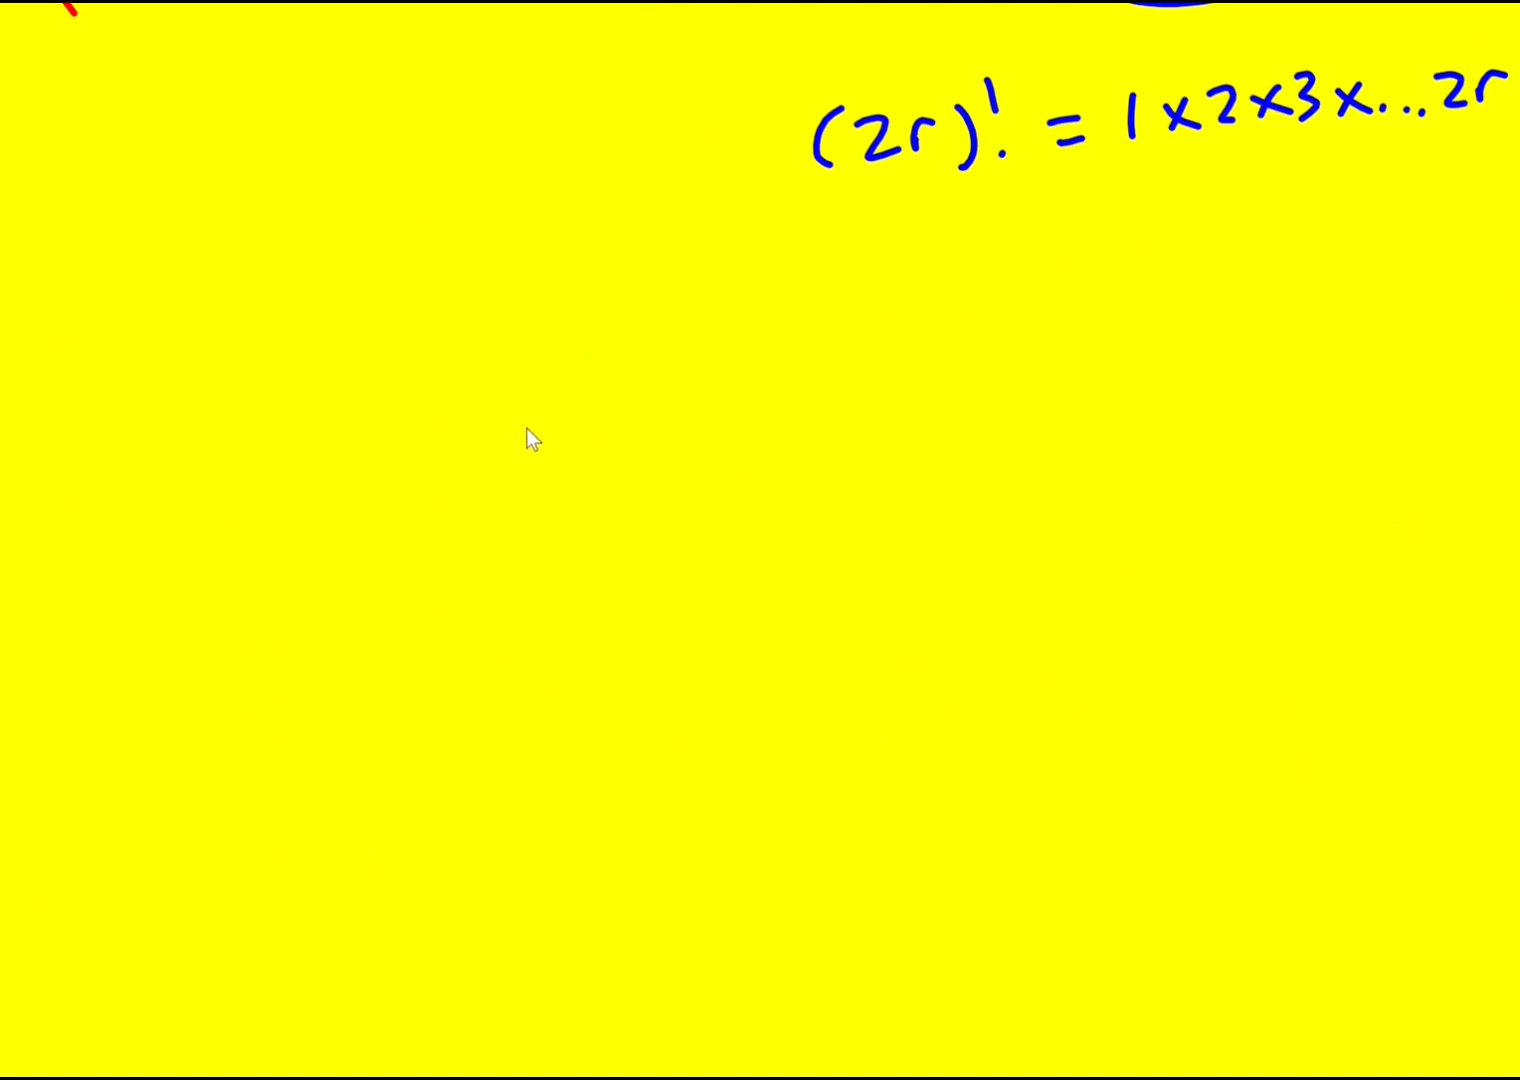 (2r)! = 1 x 2 x 3 x ... 2r